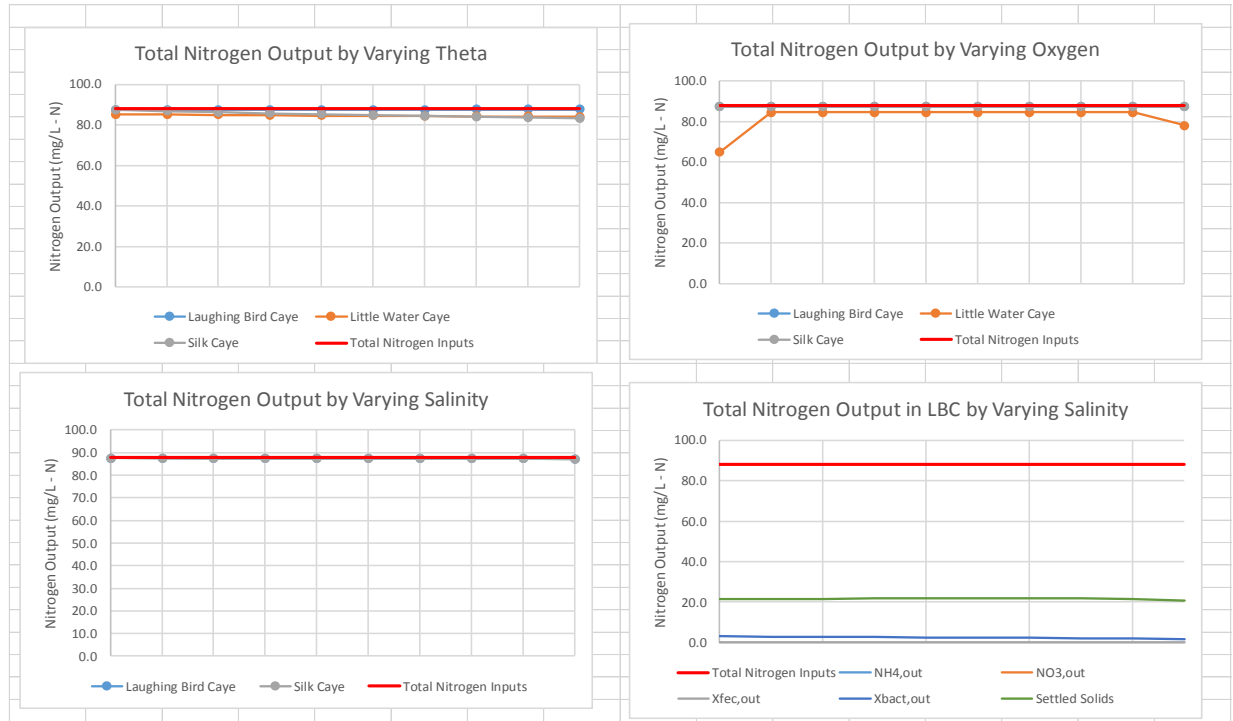 Total Nitrogen Output by Varying Theta
Nitrogen Output (mg/L - N)
100.0
80.0
60.0
40.0
20.0
0.0
Laughing Bird Caye Little Water Caye
Silk Caye Total Nitrogen Inputs
Total Nitrogen Output by Varying Oxygen
Nitrogen Output (mg/L - N)
100.0
80.0
60.0
40.0
20.0
0.0
Laughing Bird Caye Little Water Caye
Silk Caye Total Nitrogen Inputs
Total Nitrogen Output by Varying Salinity
Nitrogen Output (mg/L - N)
100.0
90.0
80.0
70.0
60.0
50.0
40.0
30.0
20.0
10.0
0.0
Laughing Bird Caye Silk Caye Total Nitrogen Inputs
Total Nitrogen Output in LBC by Varying Salinity
Nitrogen Output (mg/L - N)
100.0
80.0
60.0
40.0
20.0
0.0
Total Nitrogen Inputs NH4,out NO3,out
Xfec,out Xbact,out Settled Solids